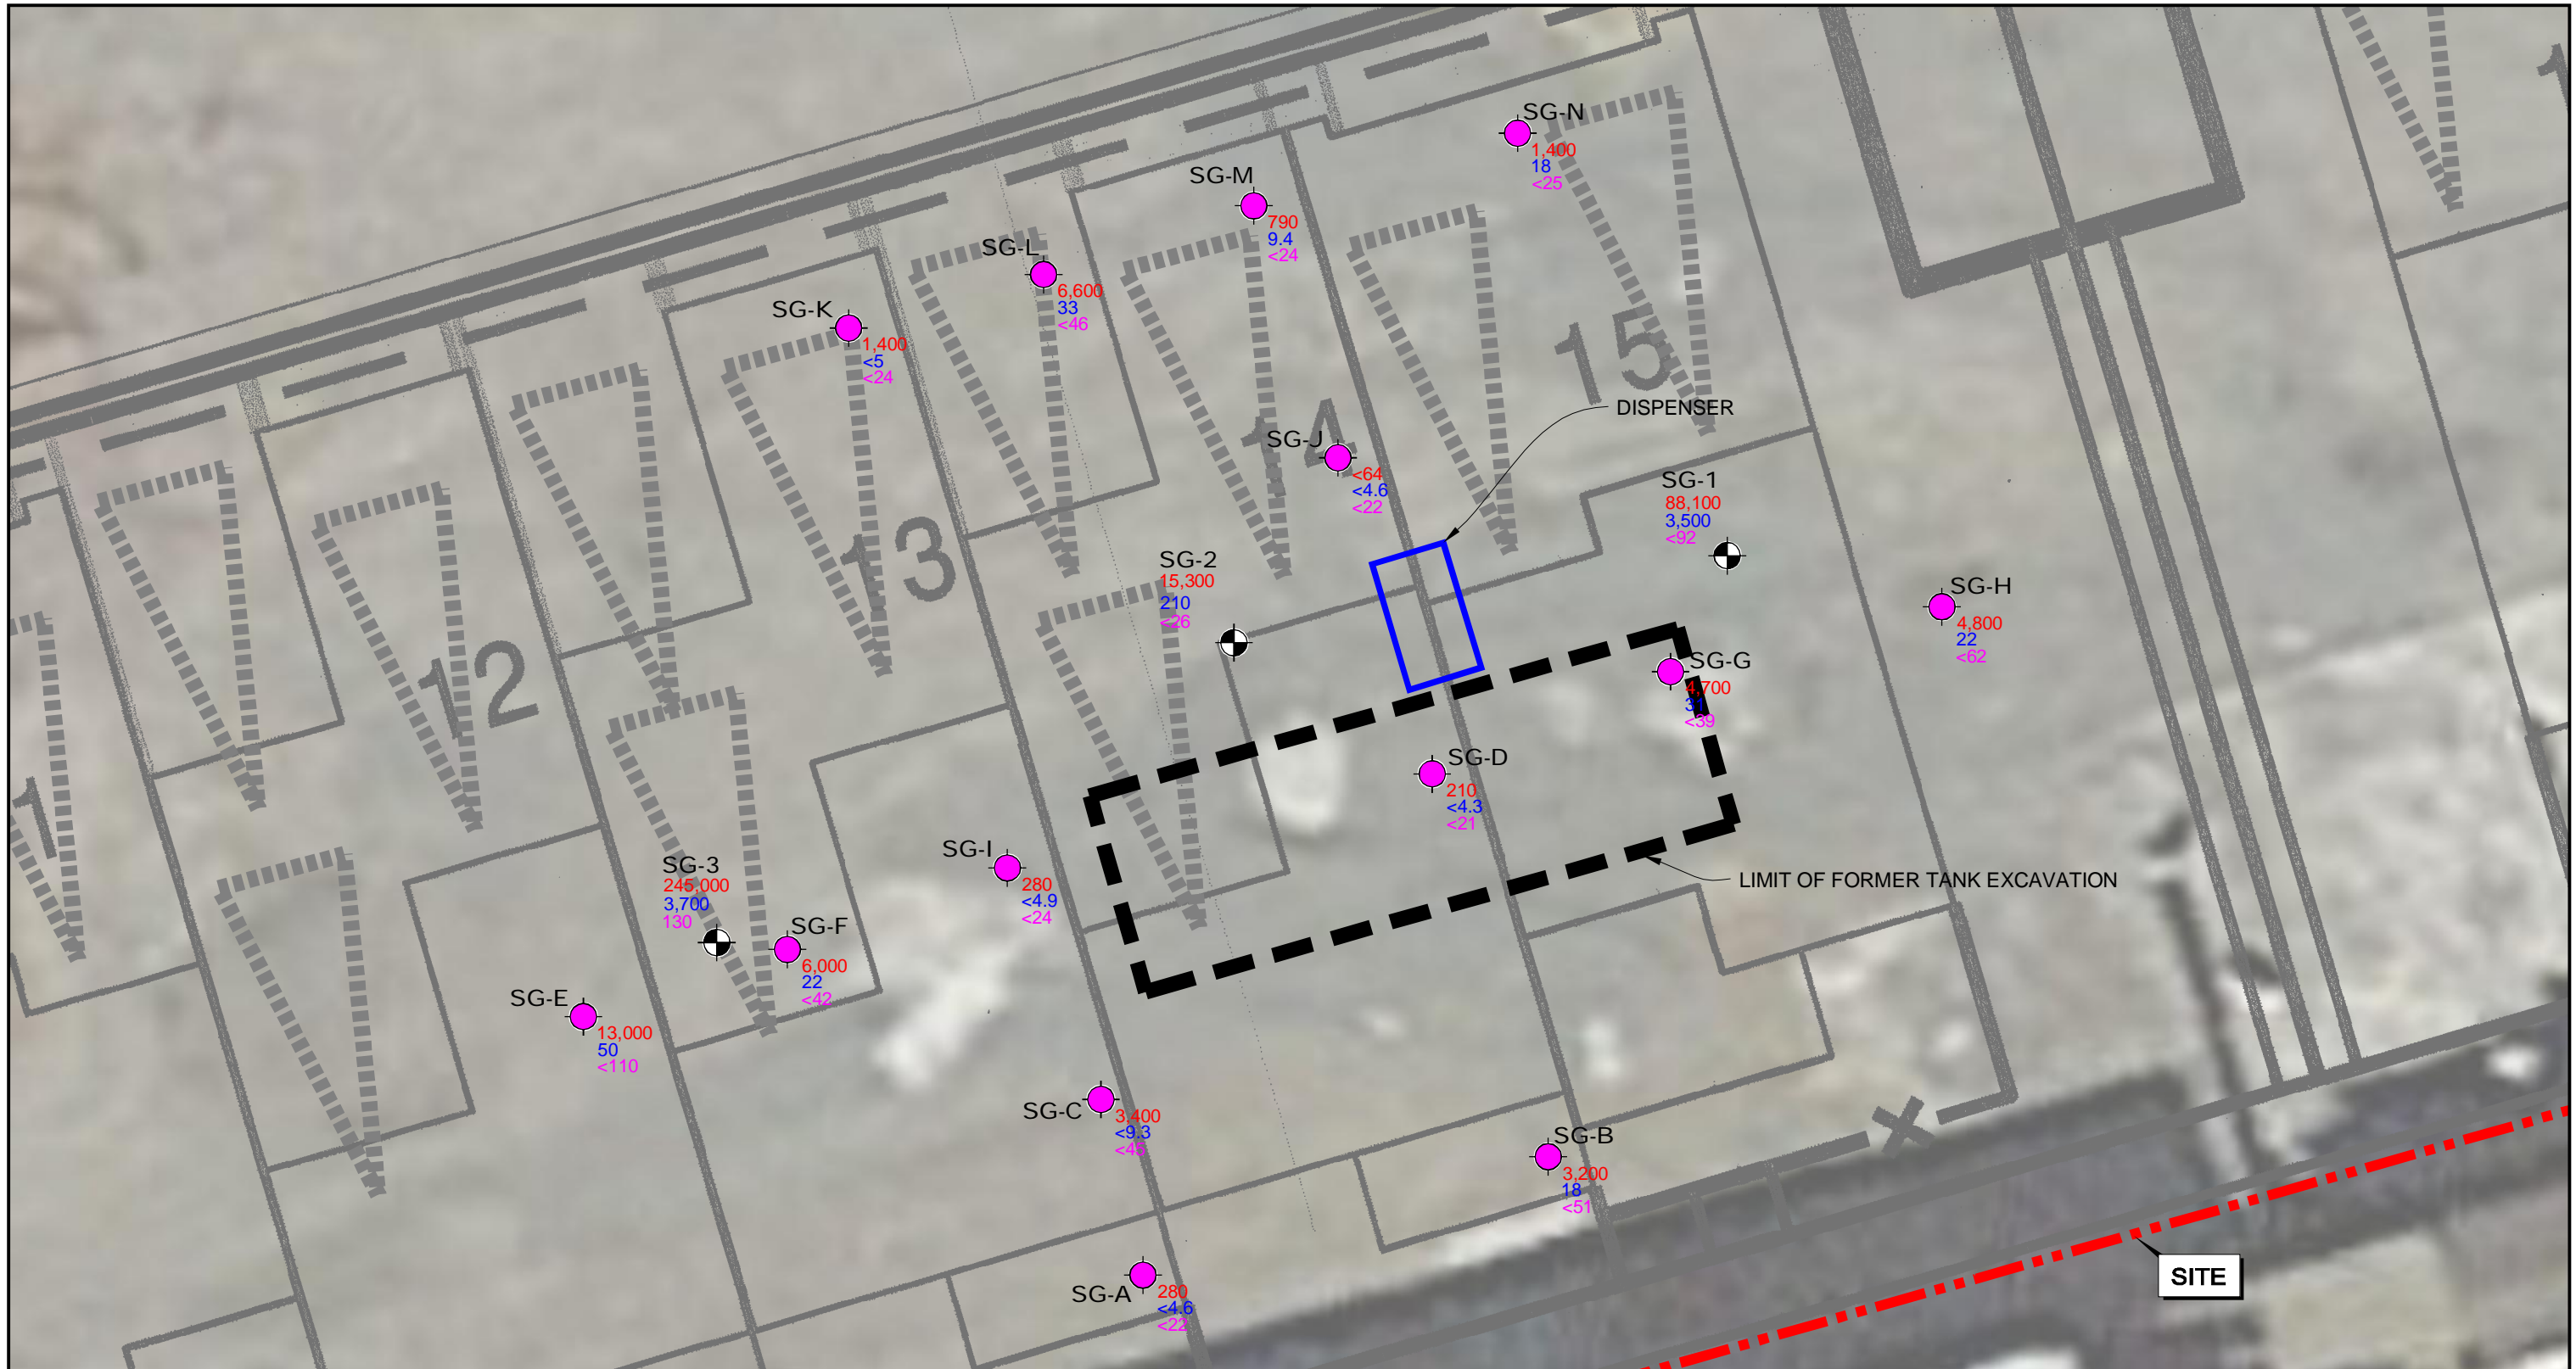 SG-N
1,400
18
<25
SG-M
790
9.4
<24
SG-L
6,600
33
<46
SG-K
1,400
<5
<24
15
DISPENSER
14
SG-J
<64
<4.6
<22
SG-1
88,100
3,500
<92
13
SG-2
15,300
210
<26
SG-H
4,800
22
<62
12
SG-G
4,700
31
<39
SG-D
210
<4.3
<21
SG-I
280
<4.9
<24
LIMIT OF FORMER TANK EXCAVATION
SG-3
245,000
3,700
130
SG-F
6,000
22
<42
SG-E
13,000
50
<110
SG-C
3,400
<9.3
SG-B
3,200
18
<51
SG-A
280
<4.6
<22
SITE